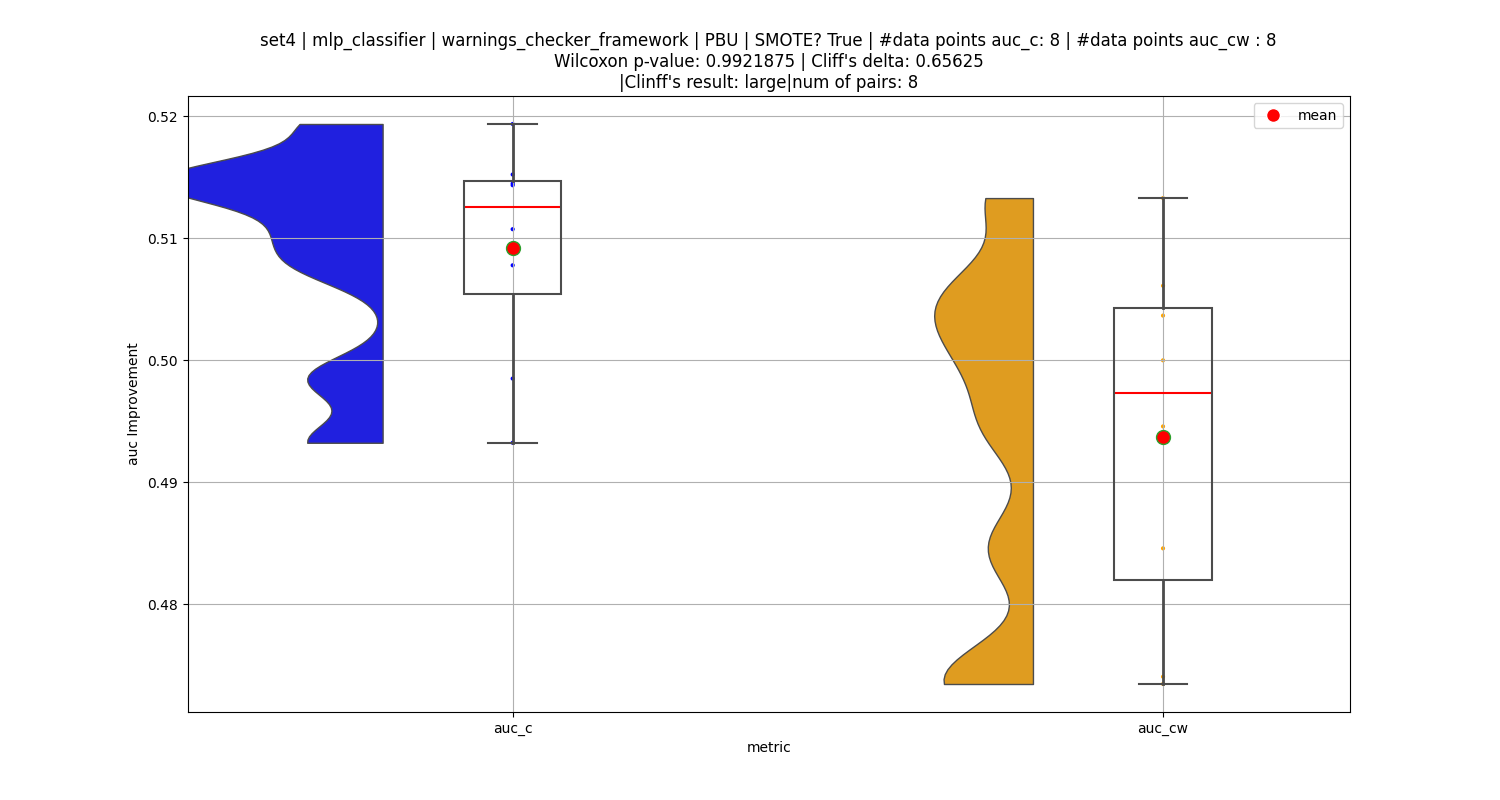 set4 | mlp_classifier | warnings_checker_framework | PBU | SMOTE? True | #data points auc_c: 8 | #data points auc_cw : 8
Wilcoxon p-value: 0.9921875 | Cliff's delta: 0.65625
|Clinff's result: large|num of pairs: 8
mean
0.52
0.51
0.50
0.49
0.48
auc Improvement
auc_c
auc_cw
metric